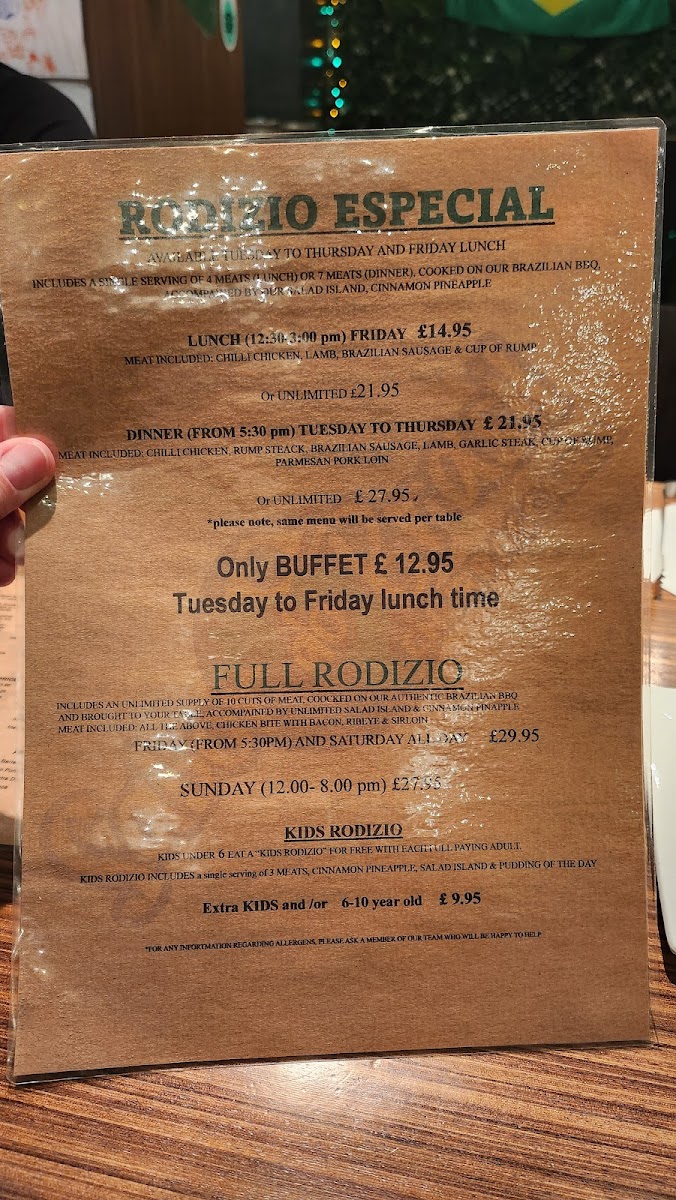 RODIZIO ESPECIAL
AVAILABLE TUESDAY TO THURSDAY AND FRIDAY LUNCH
INCLUDES A SINGLE SERVING OF 4 MEATS (LUNCH) OR 7 MEATS (DINNER), COOKED ON OUR BRAZILIAN BBQ,
ACCOMPAINED BY OUR SALAD ISLAND, CINNAMON PINEAPPLE
LUNCH (12:30-3:00 pm) FRIDAY £14.95
MEAT INCLUDED: CHILLI CHICKEN, LAMB, BRAZILIAN SAUSAGE & CUP OF RUMP
Or UNLIMITED £21.95
DINNER (FROM 5:30 pm) TUESDAY TO THURSDAY £ 21.95
MEAT INCLUDED: CHILLI CHICKEN, RUMP STEACK, BRAZILIAN SAUSAGE, LAMB, GARLIC STEAK, CUP OF RUMP,
PARMESAN PORK LOIN
Or UNLIMITED £ 27.95
*please note, same menu will be served per table
Only BUFFET £ 12.95
Tuesday to Friday lunch time
FULL RODIZIO
INCLUDES AN UNLIMITED SUPPLY OF 10 CUTS OF MEAT, COOCKED ON OUR AUTHENTIC BRAZILIAN BBQ
AND BROUGHT TO YOUR TABLE, ACCOMPAINED BY UNLIMITED SALAD ISLAND & CINNAMON PINAPPLE
MEAT INCLUDED: ALL THE ABOVE, CHICKEN BITE WITH BACON, RIBEYE & SIRLOIN
FRIDAY (FROM 5:30PM) AND SATURDAY ALL DAY £29.95
SUNDAY (12.00- 8.00 pm) £27.95
KIDS RODIZIO
KIDS UNDER 6 EAT A "KIDS RODIZIO" FOR FREE WITH EACH FULL PAYING ADULT.
KIDS RODIZIO INCLUDES a single serving of 3 MEATS, CINNAMON PINEAPPLE, SALAD ISLAND & PUDDING OF THE DAY
Extra KIDS and /or 6-10 year old £ 9.95
*FOR ANY INFORTMATION REGARDING ALLERGENS, PLEASE ASK A MEMBER OF OUR TEAM WHO WILL BE HAPPY TO HELP